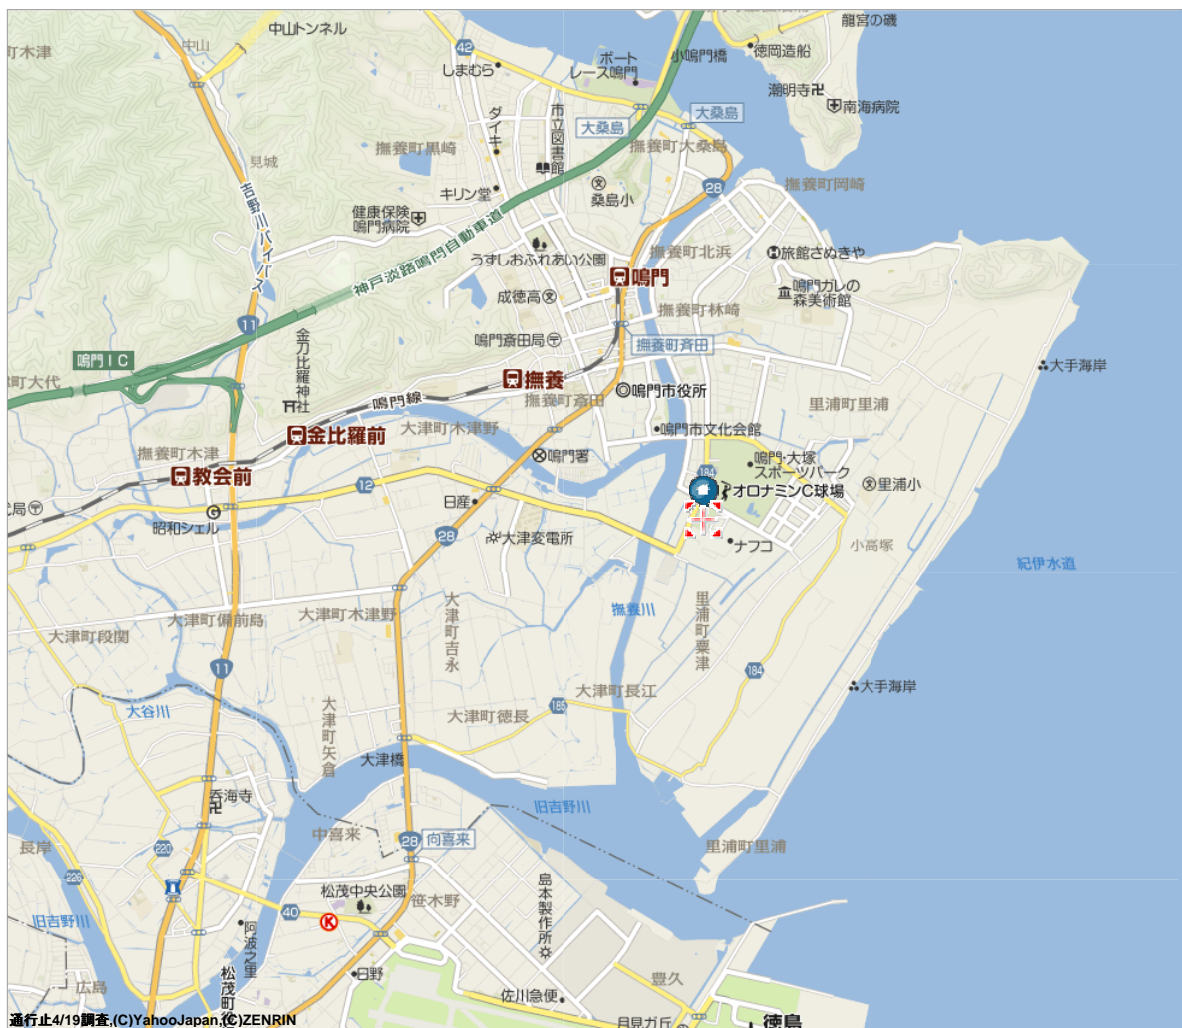 龍宮の磯
中山トンネル
中山
町木津
42
しまむら
ボート
レース鳴門
小鳴門橋
徳岡造船
潮明寺
南海病院
ダイキ
市立図書館
大桑島
大桑島
撫養町大桑島
撫養町黒崎
見城
吉野川バイパス
キリン堂
桑島小
28
撫養町岡崎
健康保険
鳴門病院
神戸淡路鳴門自動車道
うずしおふれあい公園
撫養町北浜
旅館さぬきや
鳴門
成徳高
鳴門ガレの
森美術館
撫養町林崎
11
金刀比羅神社
鳴門斎田局
撫養町斉田
鳴門IC
町大代
撫養
大手海岸
鳴門線
撫養町斎田
鳴門市役所
里浦町里浦
金比羅前
大津町木津野
鳴門市文化会館
撫養町木津
鳴門署
鳴門・大塚
スポーツパーク
教会前
184
12
日産
オロナミンC球場
里浦小
昭和シェル
28
大津変電所
ナフコ
小高塚
紀伊水道
大津町備前島
大津町木津野
大津町吉永
撫養川
里浦町粟津
大津町段関
11
184
大手海岸
大谷川
大津町矢倉
大津町徳長
185
大津町長江
大津橋
呑海寺
旧吉野川
中喜来
28
向喜来
里浦町里浦
長岸
220
226
松茂中央公園
笹木野
島本製作所
旧吉野川
40
阿波之里
日野
豊久
広島
松茂町役
佐川急便
月見ガ丘
徳島
通行止4/19調査,(C)YahooJapan,(C)ZENRIN